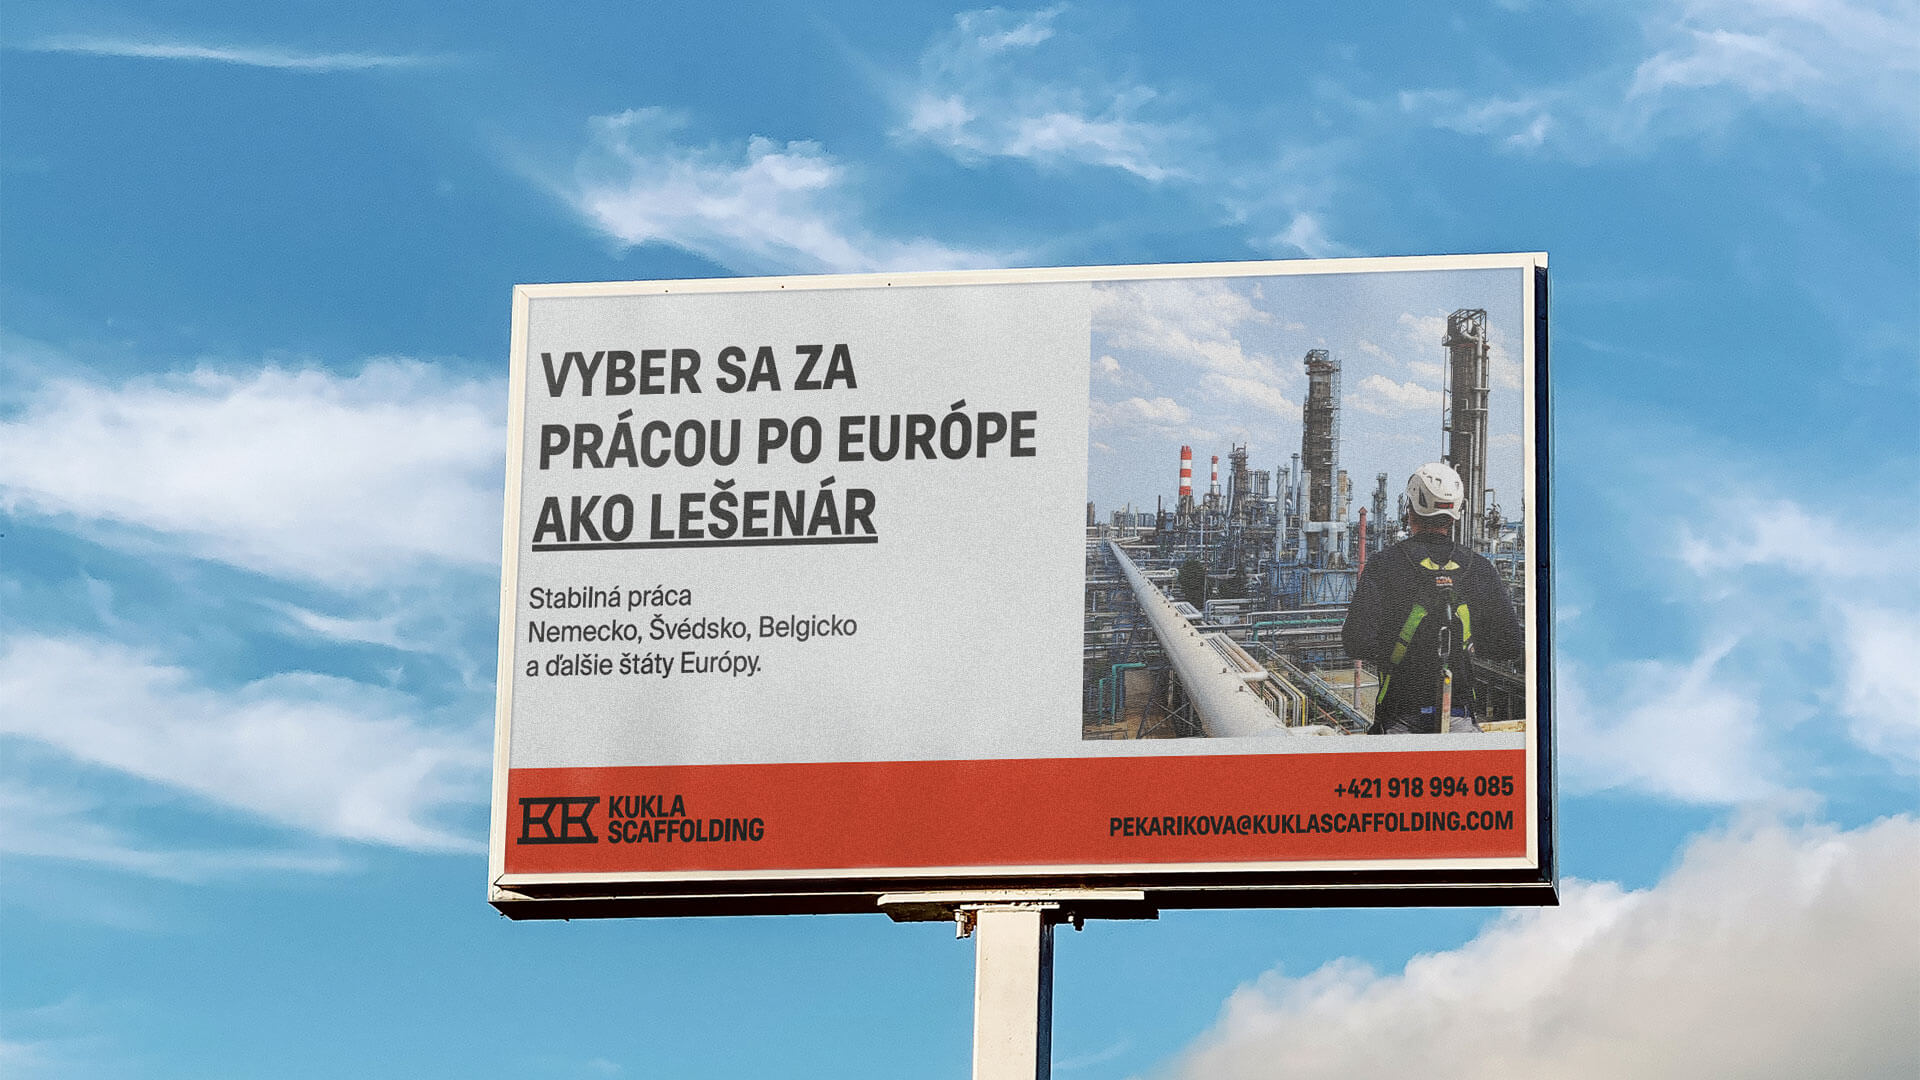 VYBER SA ZA
PRÁCOU PO EURÓPE
AKO LEŠENÁR
Stabilná práca
Nemecko, Švédsko, Belgicko
a ďalšie štáty Európy.
KUKLA
SCAFFOLDING
+421 918 994 085
PEKARIKOVA@KUKLASCAFFOLDING.COM